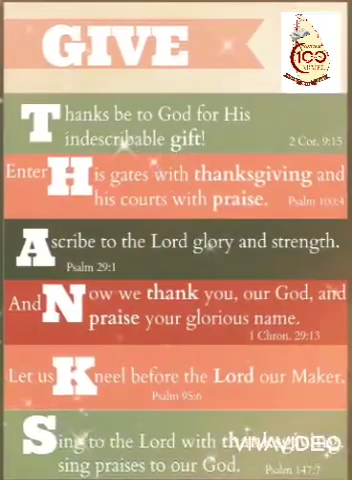 GIVE
100
Thanks be to God for His
indescribable gift!
2 Cor. 9:15
Enter His gates with thanksgiving and
his courts with praise. Psalm 100:4
Ascribe to the Lord glory and strength.
Psalm 29:1
And Now we thank you, our God, and
praise your glorious name.
1 Chron. 29:13
Let us Kneel before the Lord our Maker.
Psalm 95:6
Sing to the Lord with thanksgiving,
VIVAVIDEO
sing praises to our God. Psalm 147:7